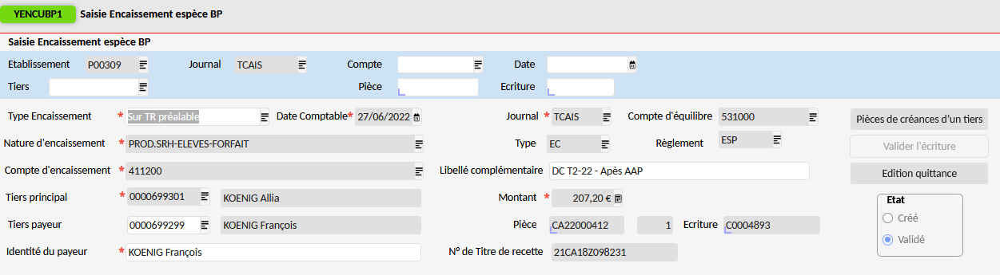 YENCUBP1 Saisie Encaissement espèce BP
Saisie Encaissement espèce BP
Etablissement P00309 Journal TCAIS Compte Date
Tiers Pièce Ecriture
Type Encaissement * Sur TR préalable Date Comptable* 27/06/2022 Journal * TCAIS Compte d'équilibre 531000 Pièces de créances d'un tiers
Nature d'encaissement * PROD.SRH-ELEVES-FORFAIT Type EC Règlement ESP Valider l'écriture
Compte d'encaissement * 411200 Libellé complémentaire DC T2-22 - Apès AAP Edition quittance
Tiers principal * 0000699301 KOENIG Allia Montant * 207,20 € Etat
Tiers payeur 0000699299 KOENIG François Pièce CA22000412 1 Ecriture C0004893 Créé
Identité du payeur * KOENIG François N° de Titre de recette 21CA18Z098231 Validé